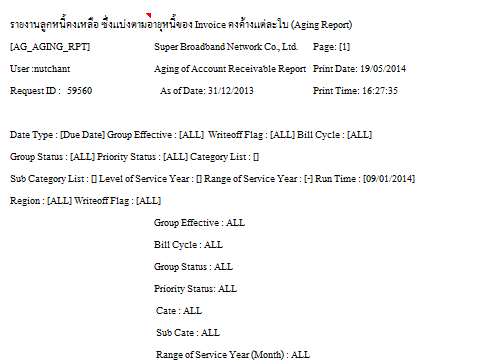 รายงานลูกหนี้คงเหลือ ซึ่งแบ่งตามอายุหนี้ของ Invoice คงค้างแต่ละใบ (Aging Report)
[AG_AGING_RPT] Super Broadband Network Co., Ltd. Page: [1]
User :nutchant Aging of Account Receivable Report Print Date: 19/05/2014
Request ID : 59560 As of Date: 31/12/2013 Print Time: 16:27:35
Date Type : [Due Date] Group Effective : [ALL] Writeoff Flag : [ALL] Bill Cycle : [ALL]
Group Status : [ALL] Priority Status : [ALL] Category List : []
Sub Category List : [] Level of Service Year : [] Range of Service Year : [-] Run Time : [09/01/2014]
Region : [ALL] Writeoff Flag : [ALL]
Group Effective : ALL
Bill Cycle : ALL
Group Status : ALL
Priority Status: ALL
Cate : ALL
Sub Cate : ALL
Range of Service Year (Month) : ALL